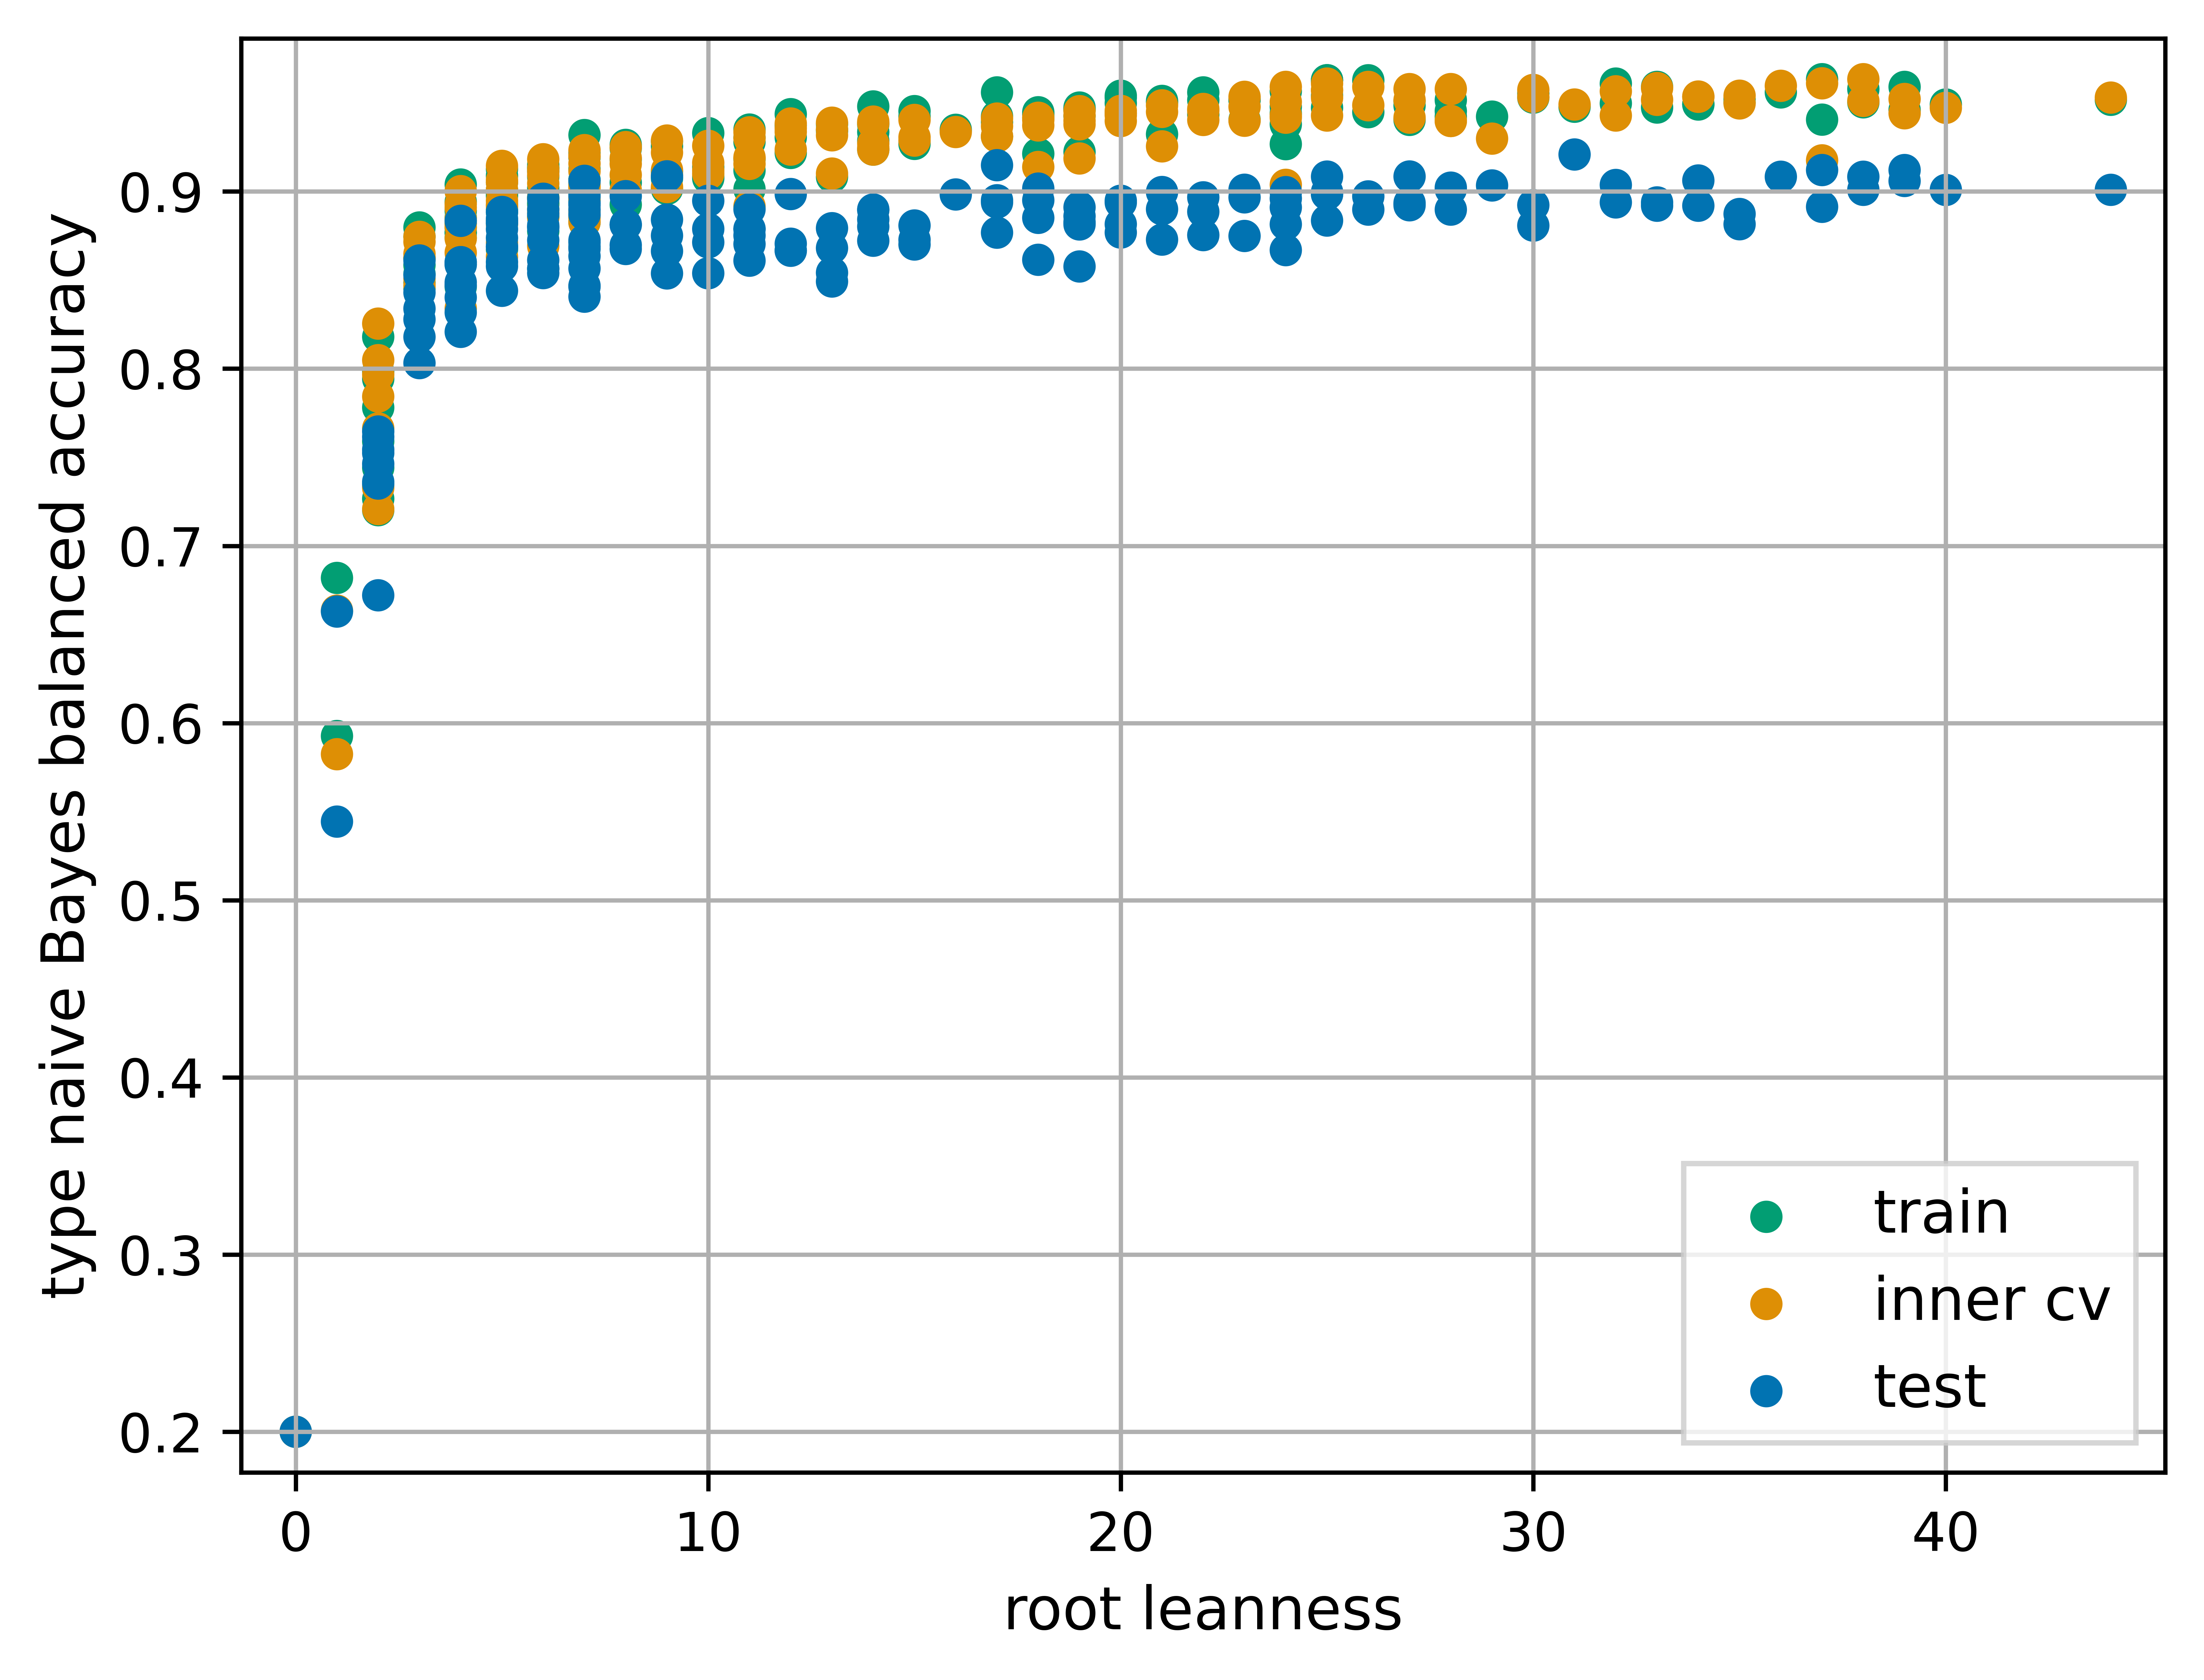 type naive Bayes balanced accuracy
0.9
0.8
0.7
0.6
0.5
0.4
0.3
0.2
0 10 20 30 40
root leanness
train
inner cv
test